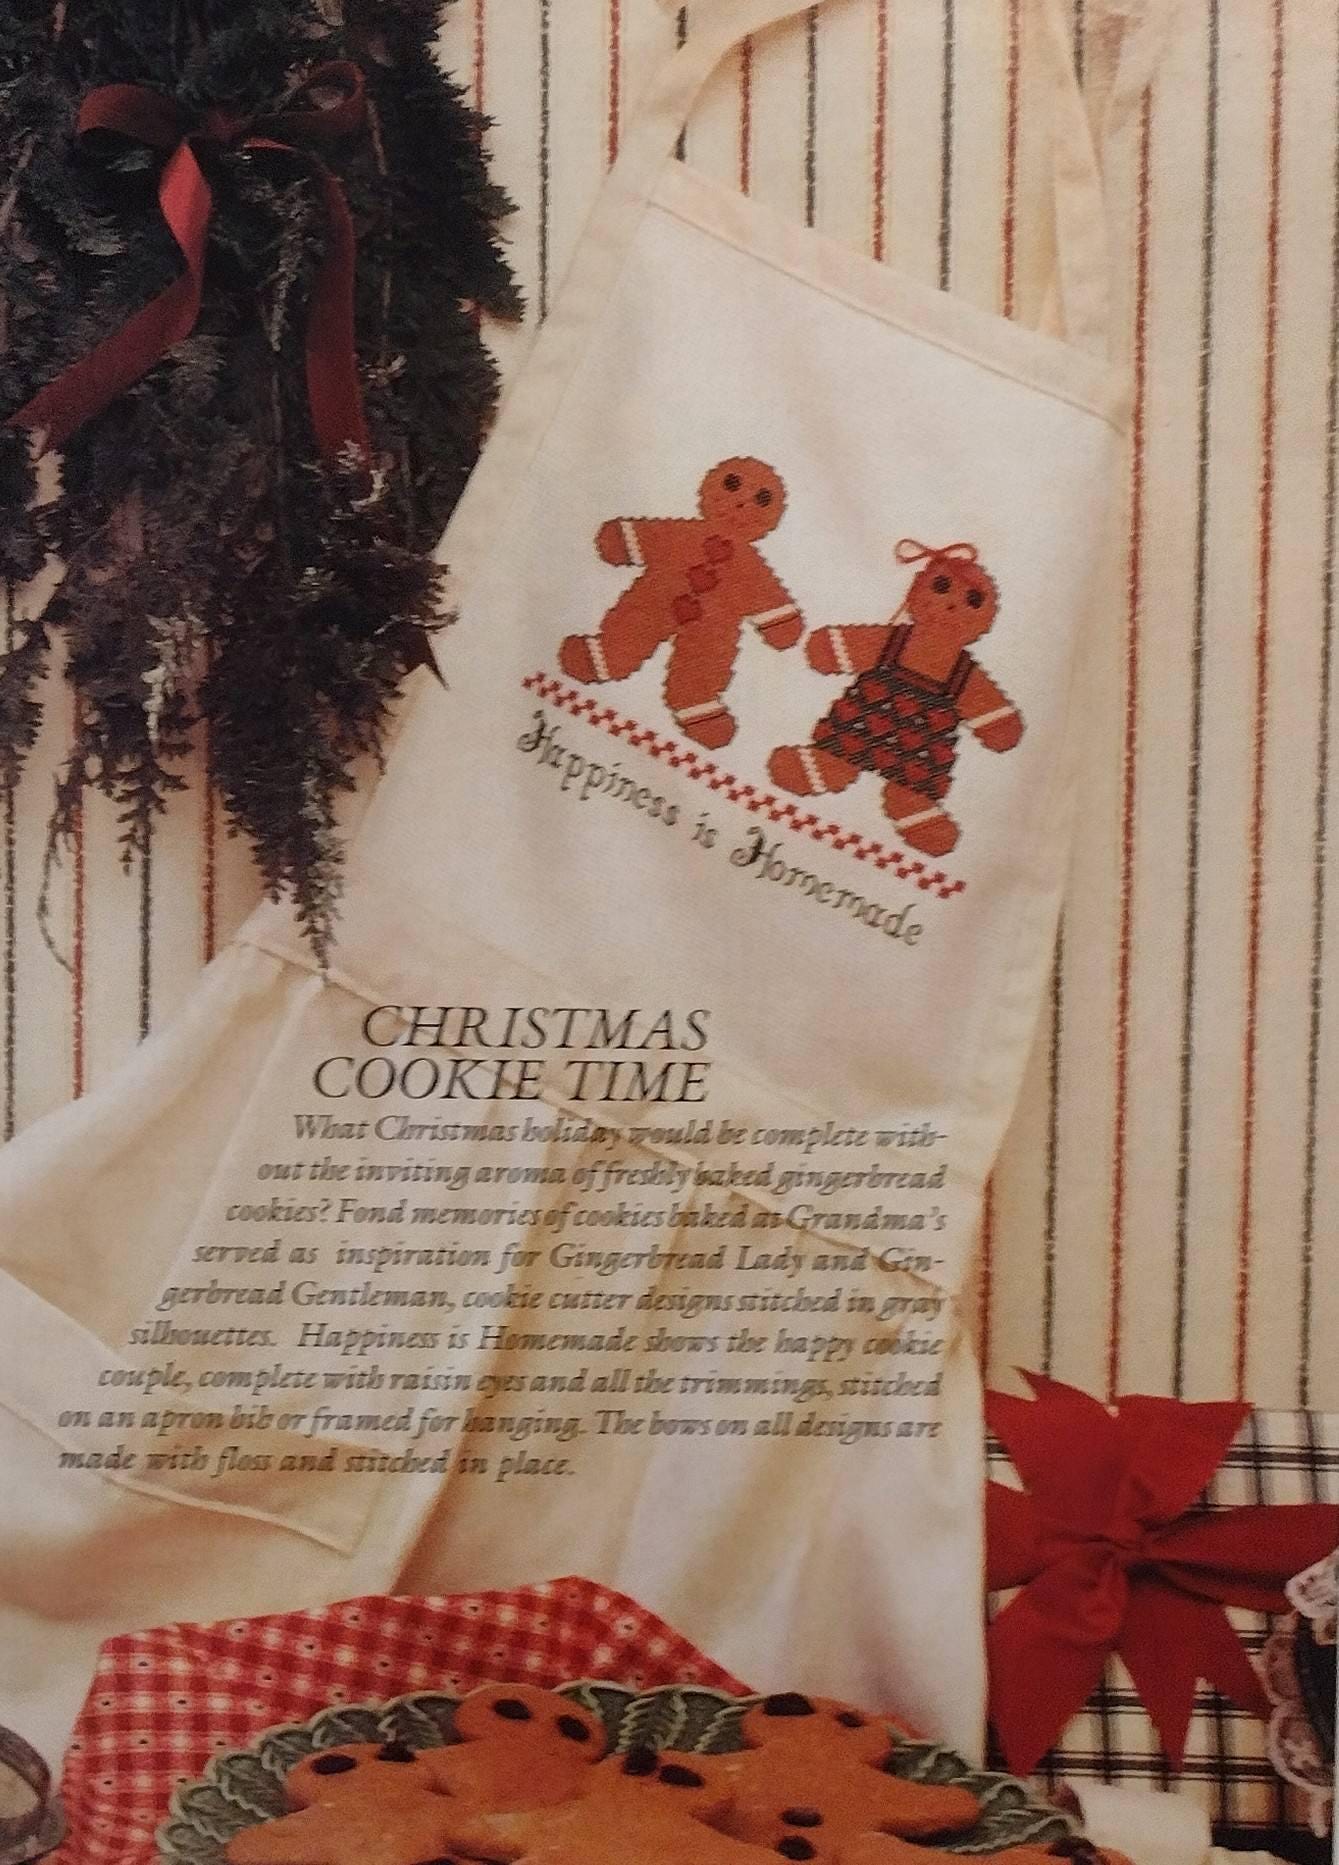 Happiness is Homemade
CHRISTMAS
COOKIE TIME
What Christmas holiday would be complete with-
out the inviting aroma of freshly baked gingerbread
cookies? Fond memories of cookies baked at Grandma's
served as inspiration for Gingerbread Lady and Gin-
gerbread Gentleman, cookie cutter designs stitched in gray
silhouettes. Happiness is Homemade shows the happy cookie
couple, complete with raisin eyes and all the trimmings, stitched
on an apron bib or framed for hanging. The bows on all designs are
made with floss and stitched in place.